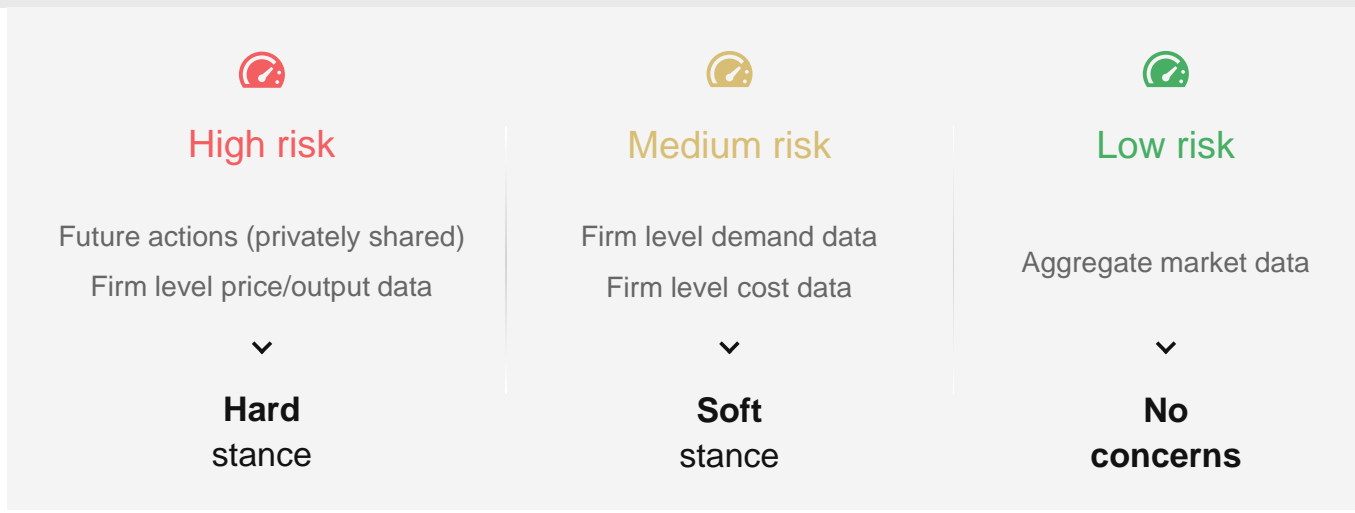 High risk
Future actions (privately shared)
Firm level price/output data
Hard
stance
Medium risk
Firm level demand data
Firm level cost data
Soft
stance
Low risk
Aggregate market data
No
concerns